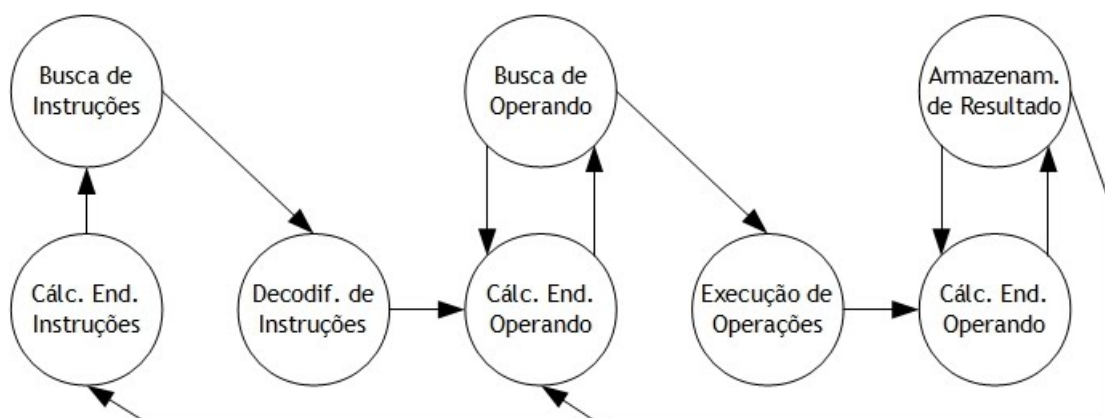 Busca de
Instruções
Busca de
Operando
Armazenam.
de Resultado
Cálc. End.
Instruções
Decodif. de
Instruções
Cálc. End.
Operando
Execução de
Operações
Cálc. End.
Operando